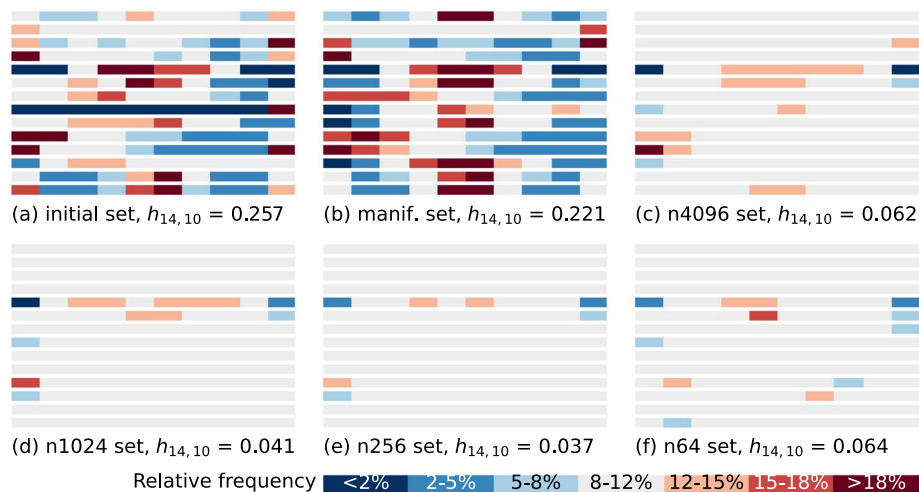 (a) initial set, h14, 10 = 0.257
(b) manif. set, h14, 10 = 0.221
(c) n4096 set, h14, 10 = 0.062
(d) n1024 set, h14, 10 = 0.041
(e) n256 set, h14, 10 = 0.037
(f) n64 set, h14, 10 = 0.064
Relative frequency <2% 2-5% 5-8% 8-12% 12-15% 15-18% >18%